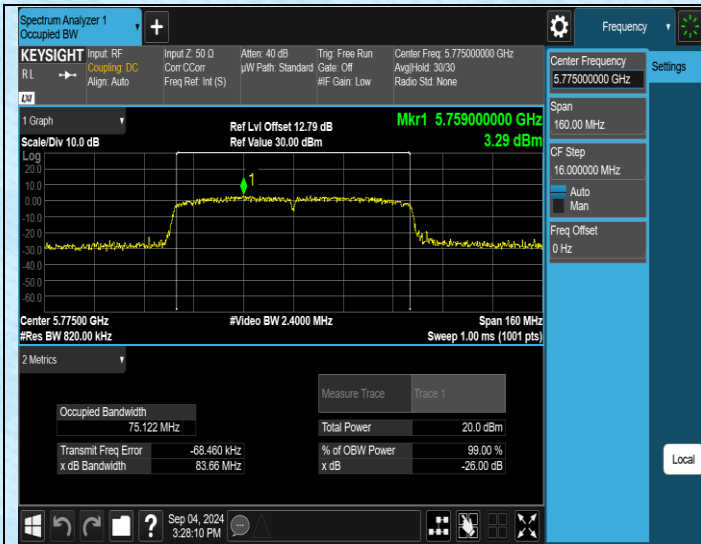 Spectrum Analyzer 1
Occupied BW
Frequency
KEYSIGHT
RL
LXI
Input: RF
Coupling: DC
Align: Auto
Input Z: 50 Ω
Corr CCorr
Freq Ref: Int (S)
Atten: 40 dB
µW Path: Standard
Trig: Free Run
Gate: Off
#IF Gain: Low
Center Freq: 5.775000000 GHz
Avg|Hold: 30/30
Radio Std: None
Center Frequency
5.775000000 GHz
Settings
Span
160.00 MHz
CF Step
16.000000 MHz
Auto
Man
Freq Offset
0 Hz
Local
1 Graph
Scale/Div 10.0 dB
Ref Lvl Offset 12.79 dB
Ref Value 30.00 dBm
Mkr1 5.759000000 GHz
3.29 dBm
Log
20.0
10.0
0.00
-10.0
-20.0
-30.0
-40.0
-50.0
-60.0
1
Center 5.77500 GHz
#Res BW 820.00 kHz
#Video BW 2.4000 MHz
Span 160 MHz
Sweep 1.00 ms (1001 pts)
2 Metrics
Measure Trace
Trace 1
Occupied Bandwidth
75.122 MHz
Total Power
20.0 dBm
Transmit Freq Error
-68.460 kHz
% of OBW Power
99.00 %
x dB Bandwidth
83.66 MHz
x dB
-26.00 dB
?
Sep 04, 2024
3:28:10 PM